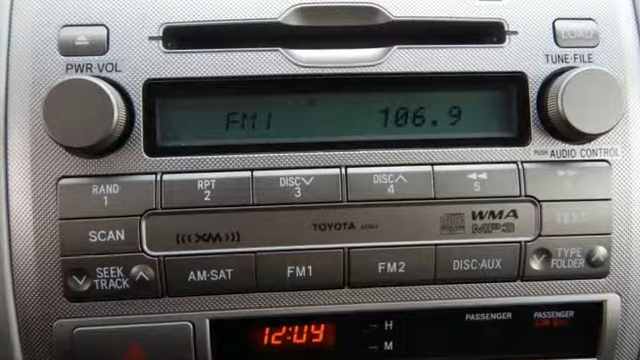 LOAD
PWR·VOL
TUNE·FILE
FM1 106.9
PUSH AUDIO CONTROL
RAND
1
RPT
2
DISC
3
DISC
4
5
SCAN
XM
TOYOTA
WMA
MP3
TEXT
SEEK
TRACK
AM·SAT
FM1
FM2
DISC·AUX
TYPE
FOLDER
12:09
H
M
PASSENGER
PASSENGER